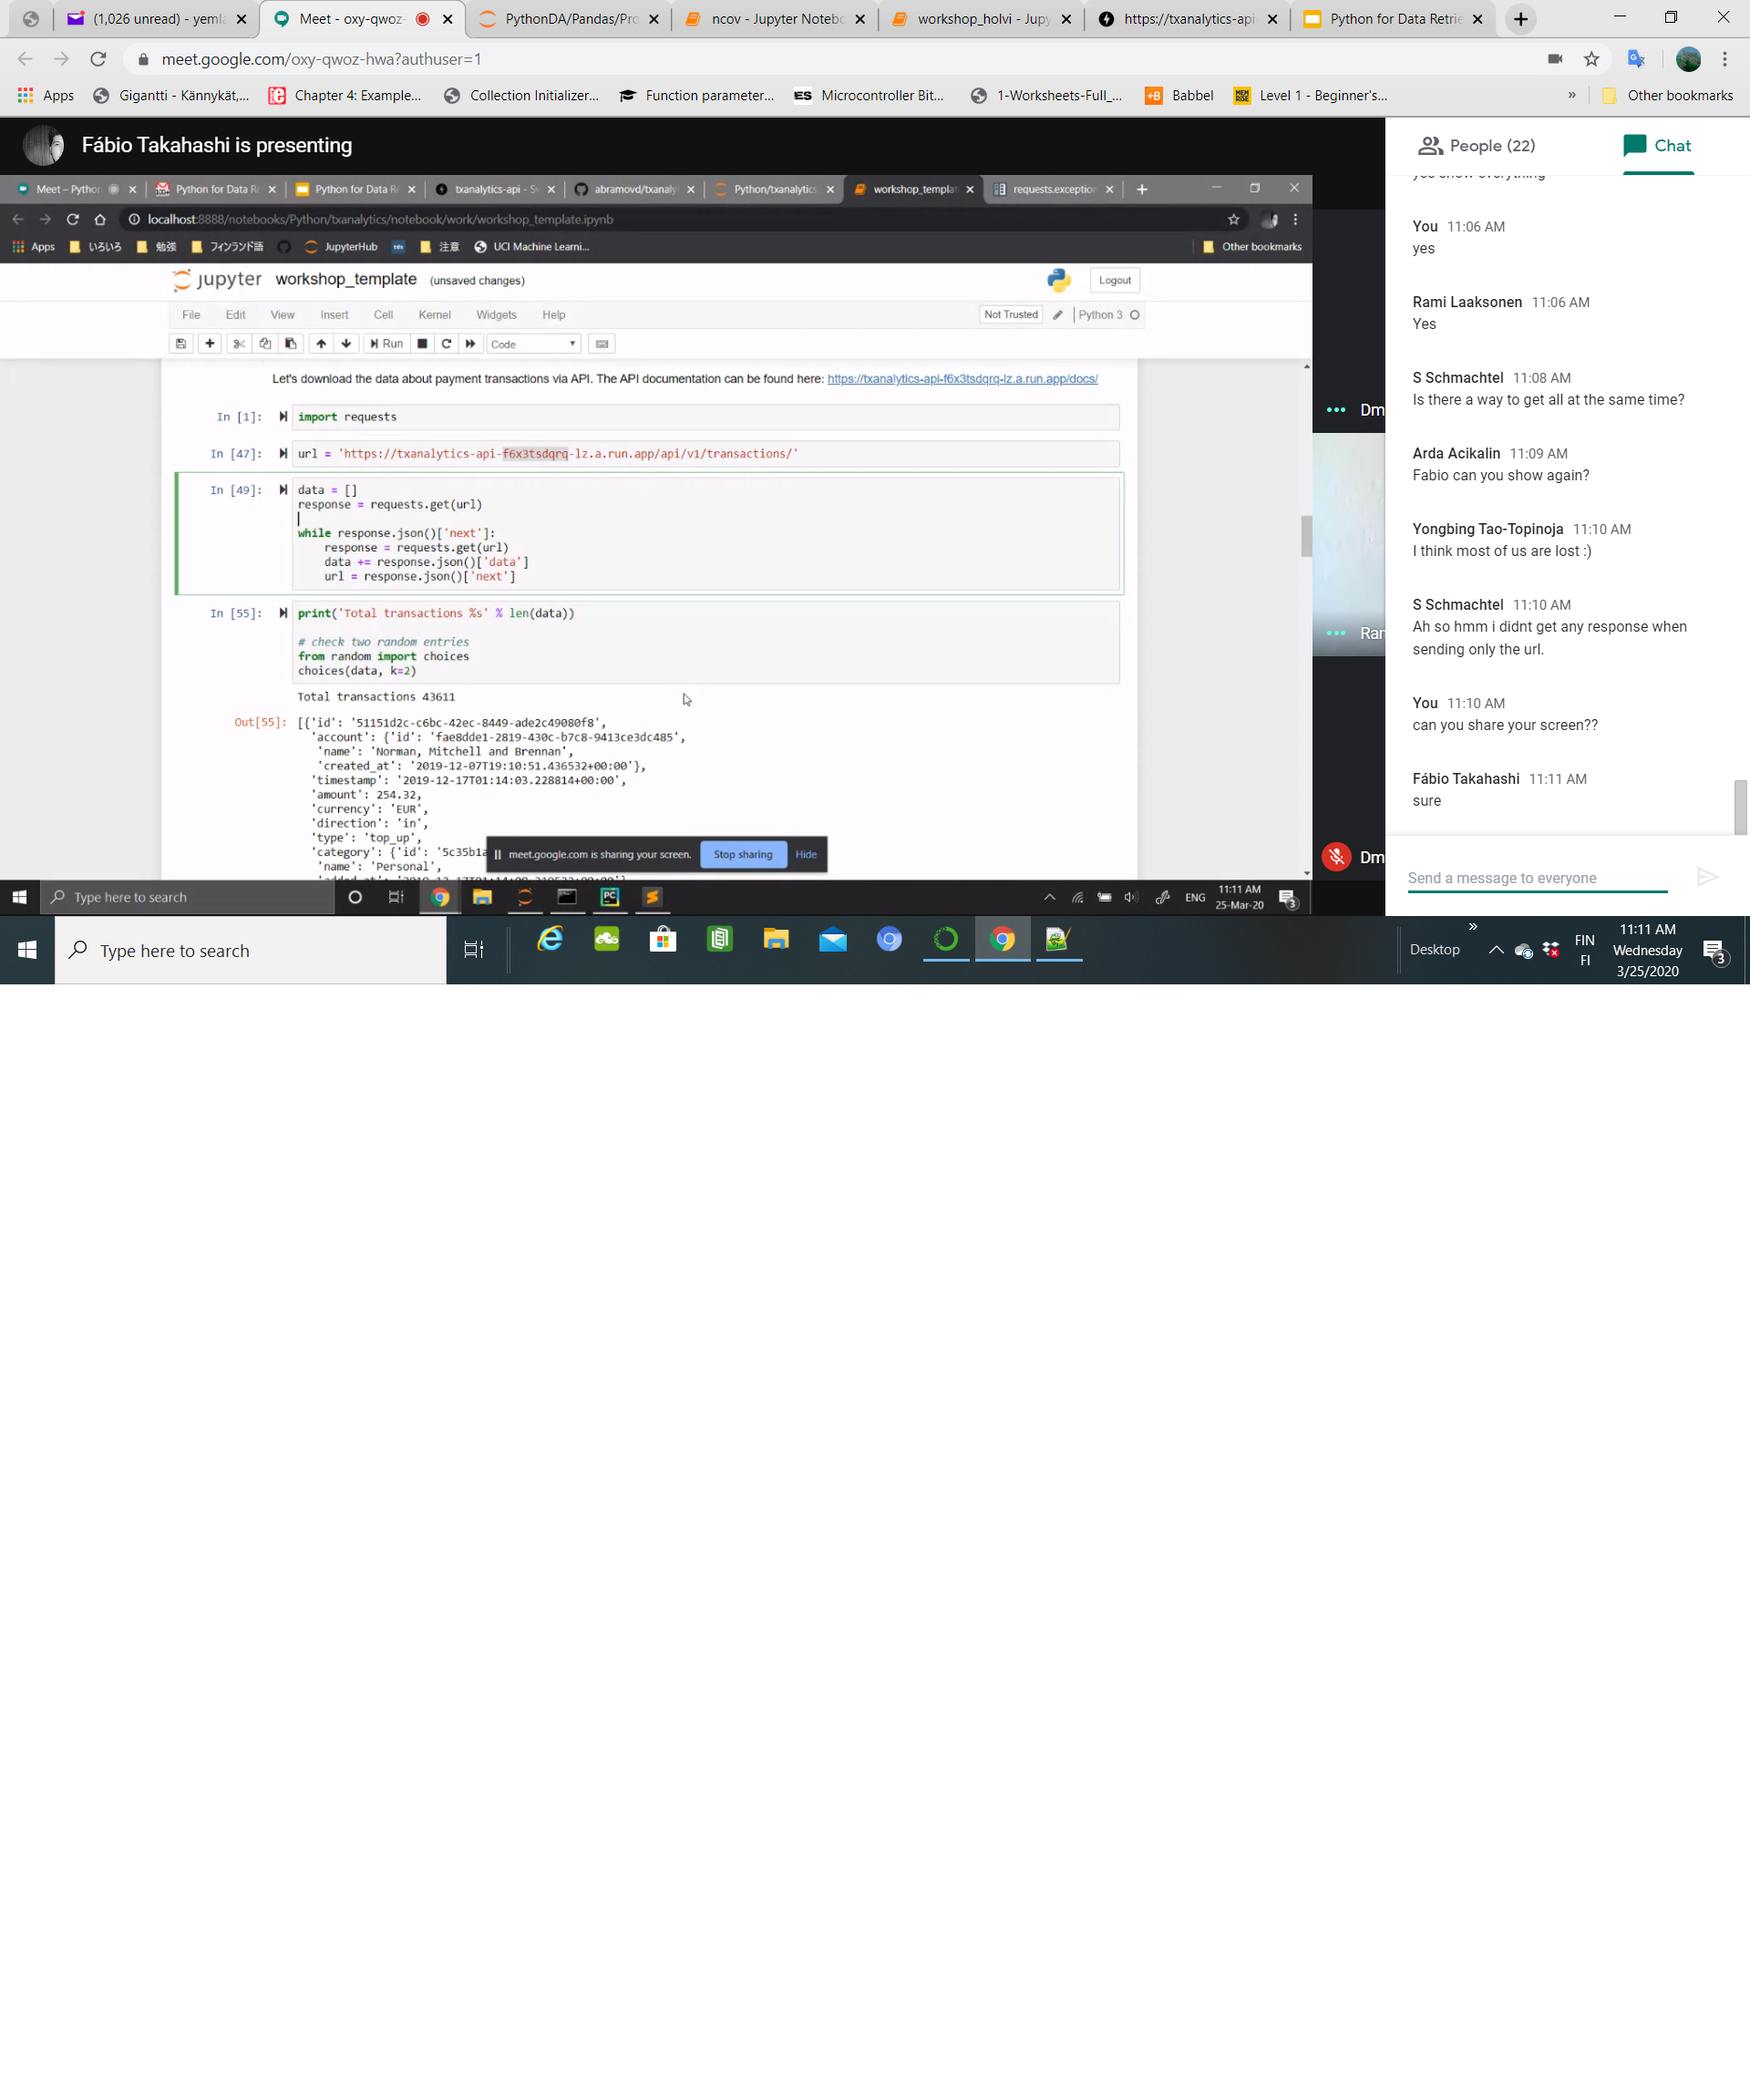 (1,026 unread) - yemla
Meet - oxy-qwoz-
PythonDA/Pandas/Pro
ncov - Jupyter Notebo
workshop_holvi - Jupy
https://txanalytics-api
Python for Data Retrie
meet.google.com/oxy-qwoz-hwa?authuser=1
Apps
Gigantti - Kännykät,...
Chapter 4: Example...
Collection Initializer...
Function parameter...
ES Microcontroller Bit...
1-Worksheets-Full_...
+B Babbel
Level 1 - Beginner's...
» Other bookmarks
Fábio Takahashi is presenting
Meet – Python
Python for Data Re
Python for Data Re
txanalytics-api - S
abramovd/txanaly
Python/txanalytics
workshop_templat
requests.exception
localhost:8888/notebooks/Python/txanalytics/notebook/work/workshop_template.ipynb
Apps いろいろ 勉強 フィンランド語 JupyterHub tds 注意 UCI Machine Learni... Other bookmarks
jupyter workshop_template (unsaved changes)
Logout
File Edit View Insert Cell Kernel Widgets Help
Not Trusted Python 3
Run Code
Let's download the data about payment transactions via API. The API documentation can be found here: https://txanalytics-api-f6x3tsdqrq-lz.a.run.app/docs/
In [1]: import requests
In [47]: url = 'https://txanalytics-api-f6x3tsdqrq-lz.a.run.app/api/v1/transactions/'
In [49]: data = []
response = requests.get(url)
while response.json()['next']:
response = requests.get(url)
data += response.json()['data']
url = response.json()['next']
In [55]: print('Total transactions %s' % len(data))
# check two random entries
from random import choices
choices(data, k=2)
Total transactions 43611
Out[55]: [{'id': '51151d2c-c6bc-42ec-8449-ade2c49080f8',
'account': {'id': 'fae8dde1-2819-430c-b7c8-9413ce3dc485',
'name': 'Norman, Mitchell and Brennan',
'created_at': '2019-12-07T19:10:51.436532+00:00'},
'timestamp': '2019-12-17T01:14:03.228814+00:00',
'amount': 254.32,
'currency': 'EUR',
'direction': 'in',
'type': 'top_up',
'category': {'id': '5c35b1a
'name': 'Personal',
meet.google.com is sharing your screen. Stop sharing Hide
Type here to search
PC
ENG
11:11 AM
25-Mar-20
3
Dm
Ran
Dm
People (22)
Chat
yes show everything
You 11:06 AM
yes
Rami Laaksonen 11:06 AM
Yes
S Schmachtel 11:08 AM
Is there a way to get all at the same time?
Arda Acikalin 11:09 AM
Fabio can you show again?
Yongbing Tao-Topinoja 11:10 AM
I think most of us are lost :)
S Schmachtel 11:10 AM
Ah so hmm i didnt get any response when
sending only the url.
You 11:10 AM
can you share your screen??
Fábio Takahashi 11:11 AM
sure
Send a message to everyone
Type here to search
Desktop
»
FIN
FI
11:11 AM
Wednesday
3/25/2020
3